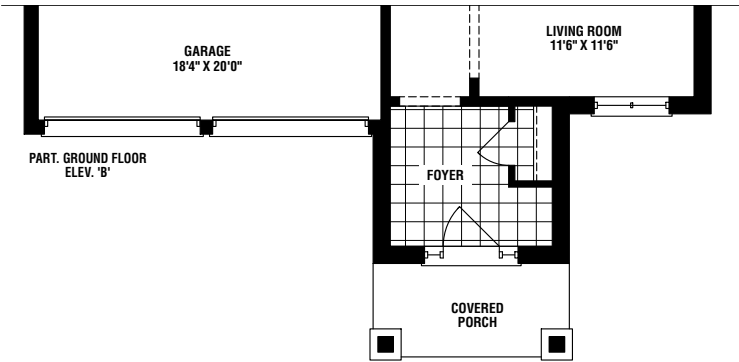 GARAGE
18'4" X 20'0"
LIVING ROOM
11'6" X 11'6"
PART. GROUND FLOOR
ELEV. 'B'
FOYER
COVERED
PORCH